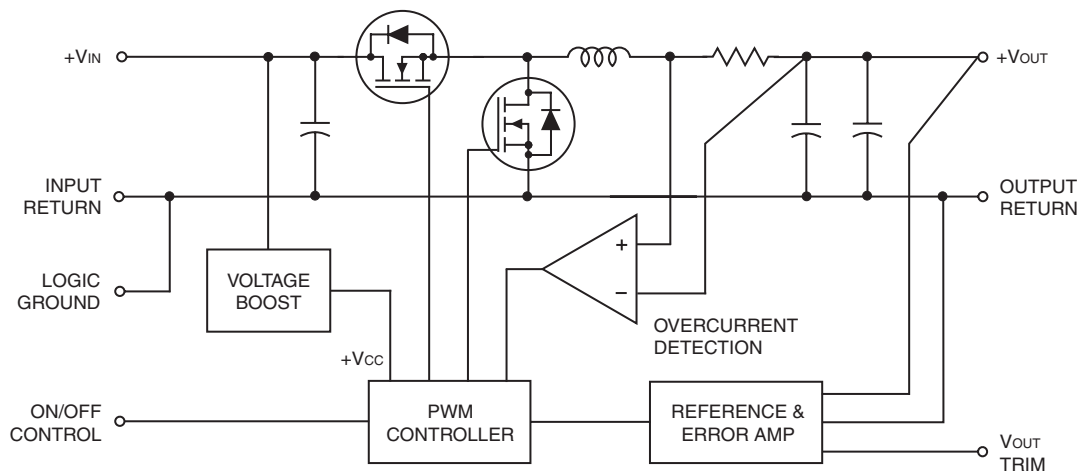 +VIN
+VOUT
INPUT
RETURN
OUTPUT
RETURN
LOGIC
GROUND
VOLTAGE
BOOST
+
−
OVERCURRENT
DETECTION
+VCC
ON/OFF
CONTROL
PWM
CONTROLLER
REFERENCE &
ERROR AMP
VOUT
TRIM